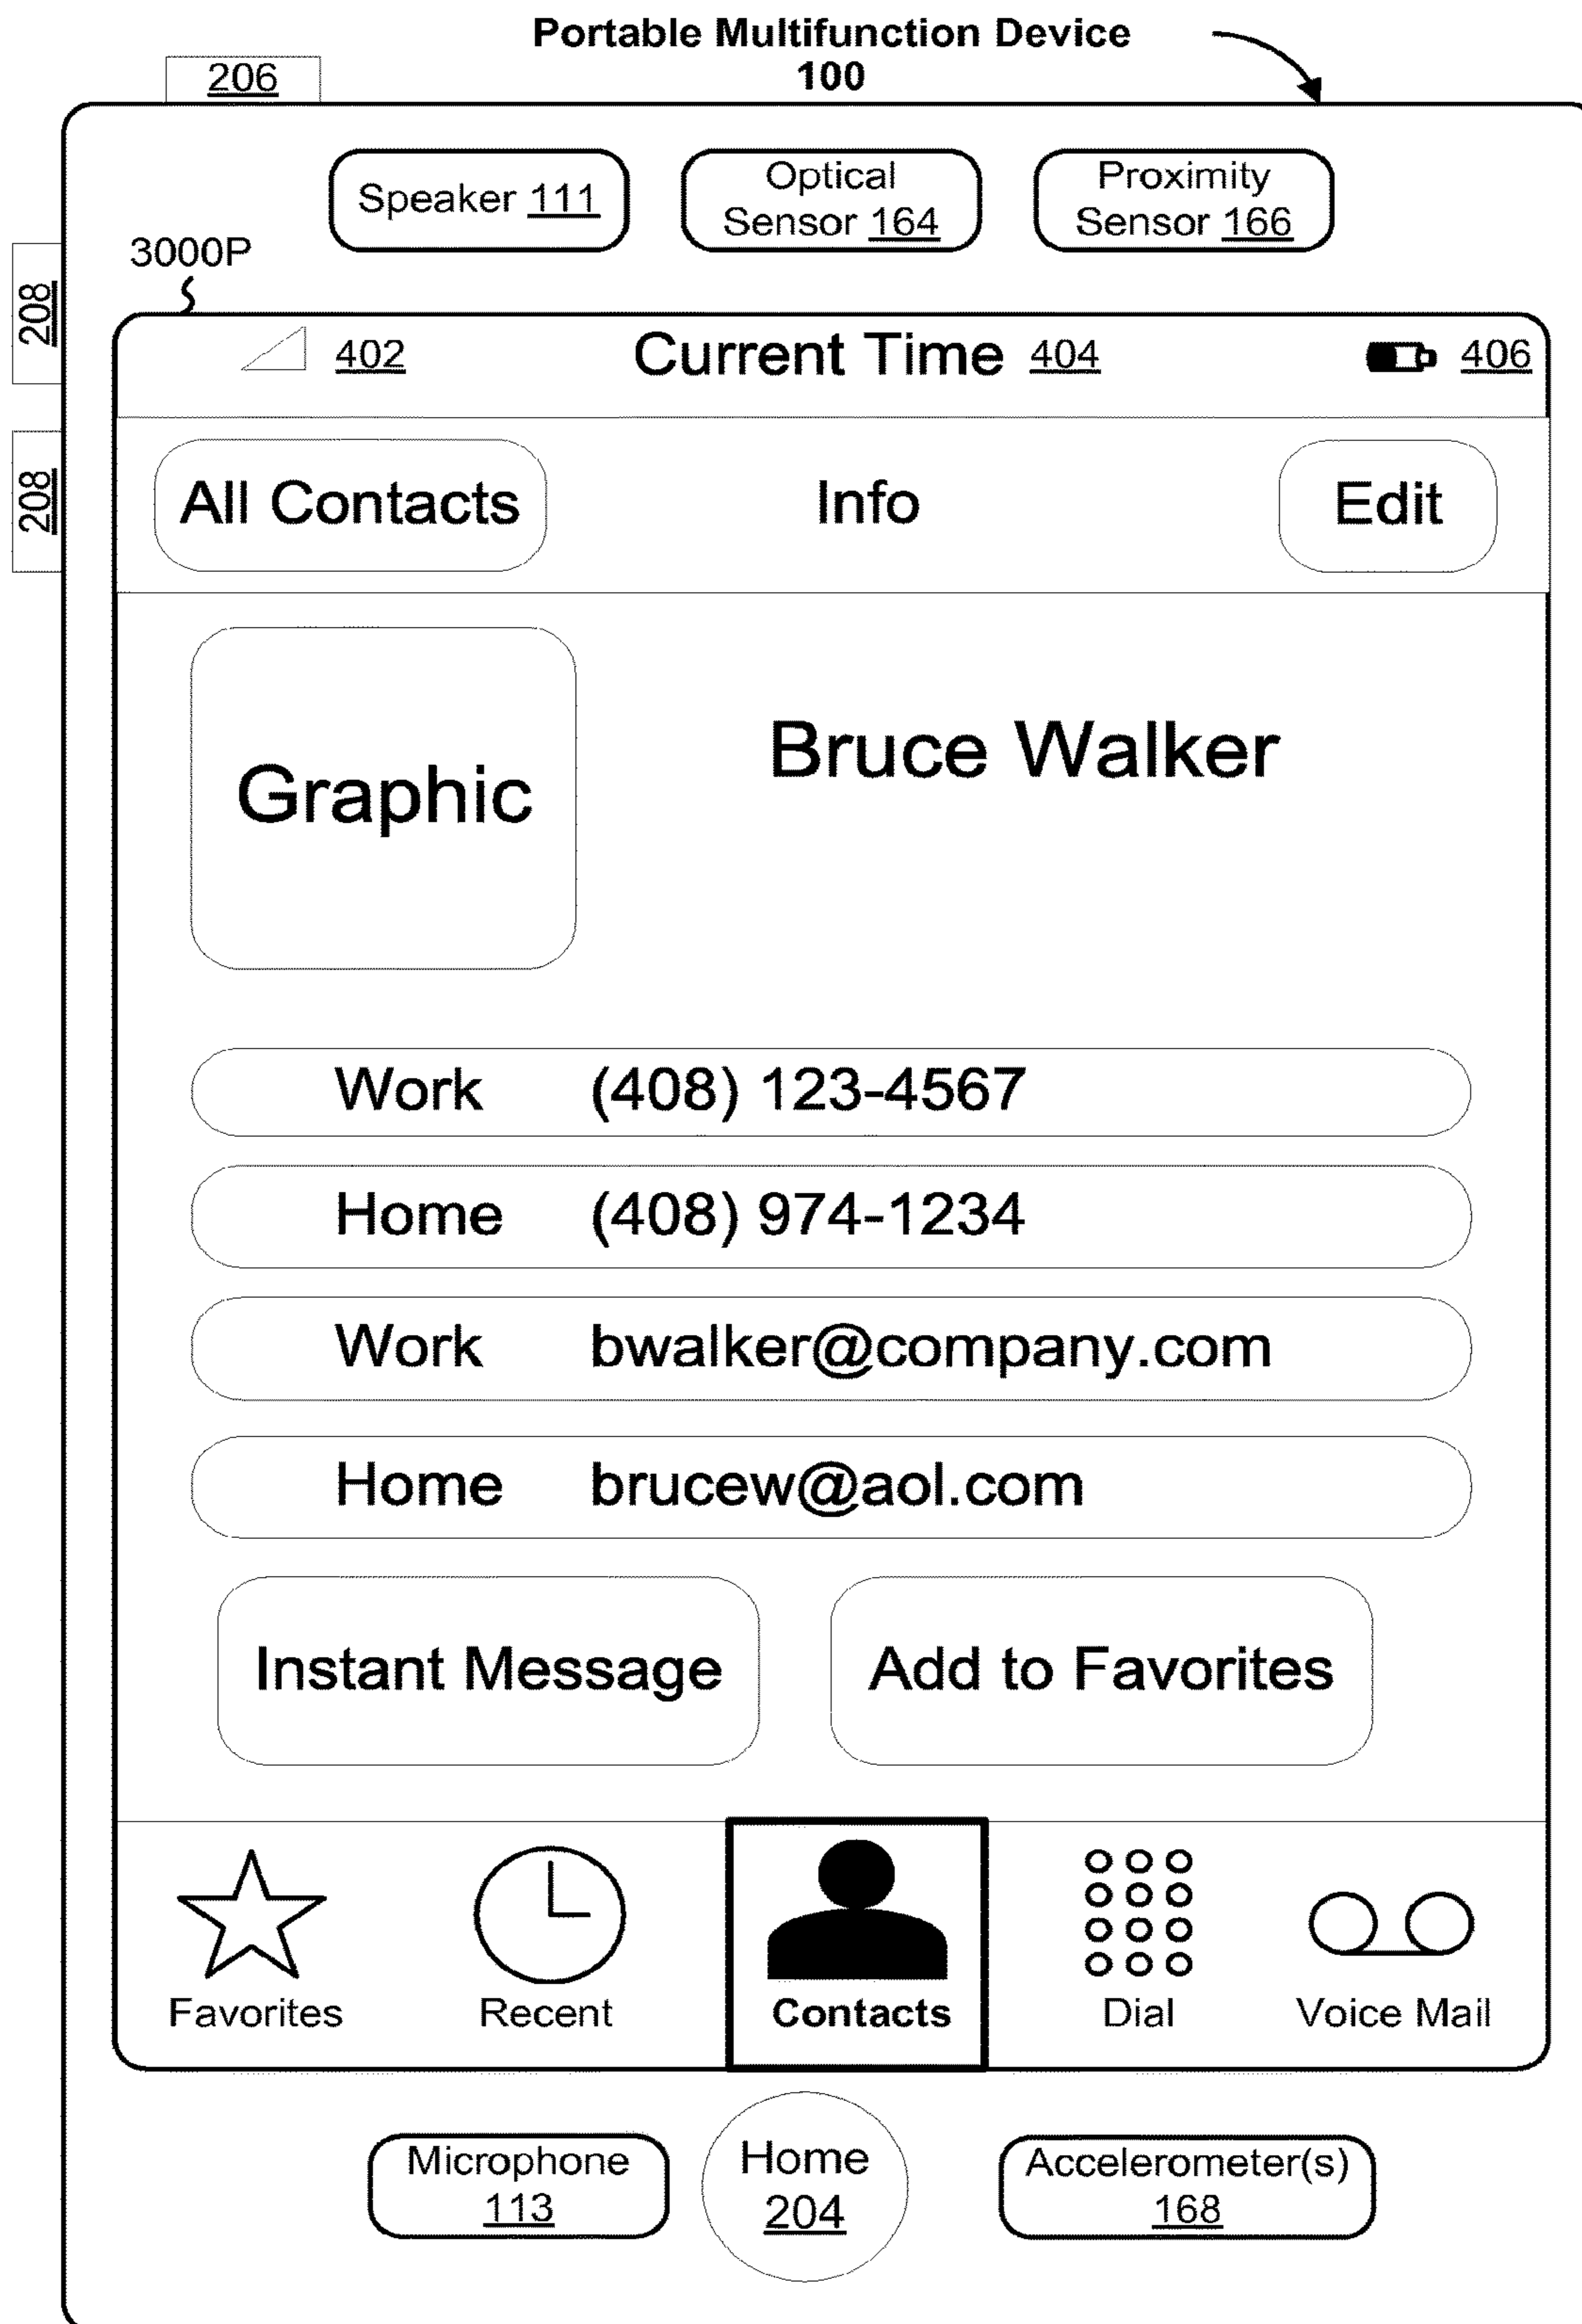 Portable Multifunction Device
100
206
Speaker 111
Optical
Sensor 164
Proximity
Sensor 166
3000P
208
402
Current Time 404
406
208
All Contacts
Info
Edit
Graphic
Bruce Walker
Work (408) 123-4567
Home (408) 974-1234
Work bwalker@company.com
Home brucew@aol.com
Instant Message
Add to Favorites
Favorites
Recent
Contacts
Dial
Voice Mail
Microphone
113
Home
204
Accelerometer(s)
168